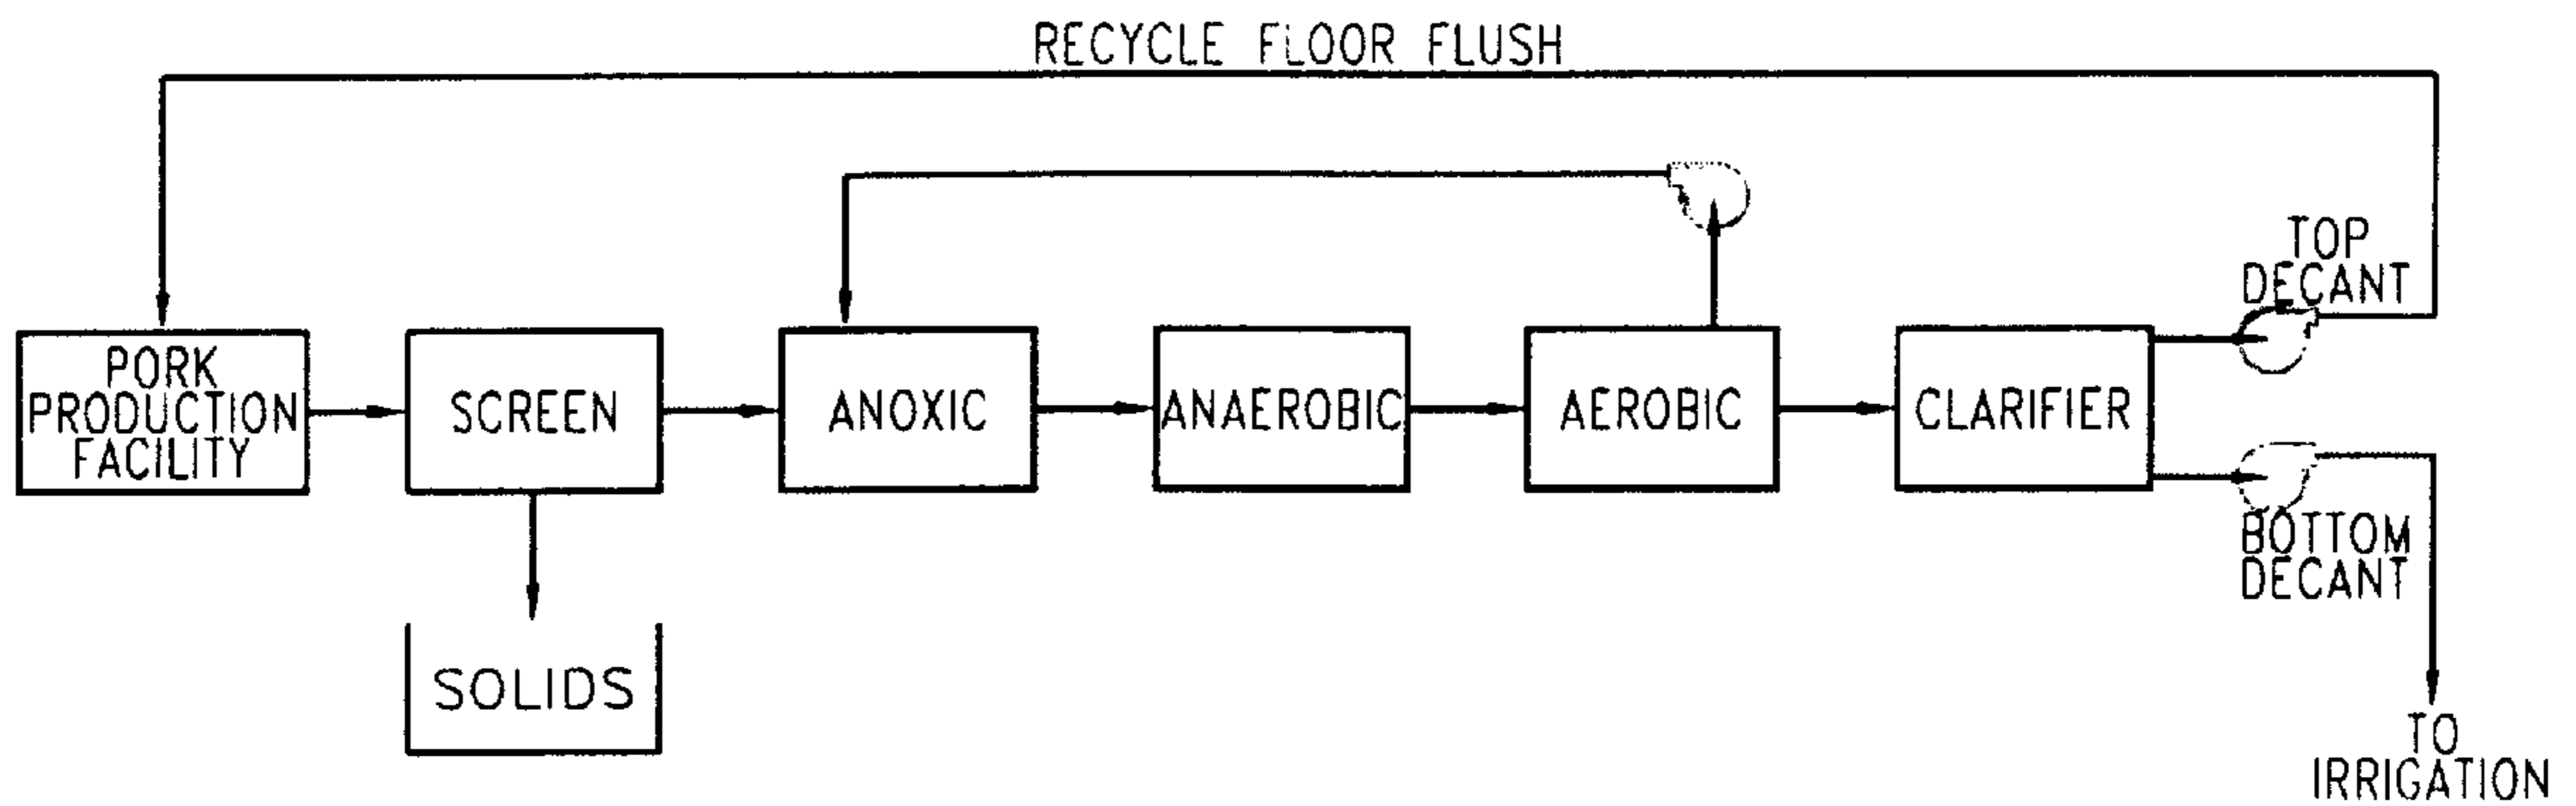 RECYCLE FLOOR FLUSH
TOP
DECANT
PORK
PRODUCTION
FACILITY
SCREEN
ANOXIC
ANAEROBIC
AEROBIC
CLARIFIER
BOTTOM
DECANT
SOLIDS
TO
IRRIGATION